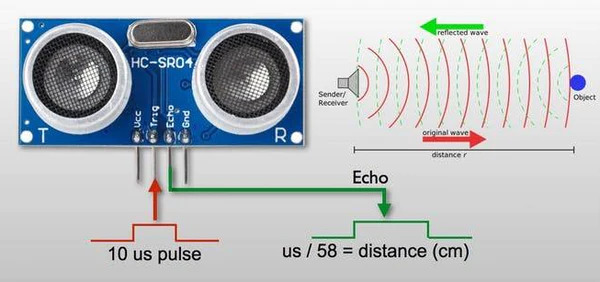 HC-SR04
T
Vcc
Trig
Echo
Gnd
R
reflected wave
Sender/
Receiver
Object
original wave
distance r
Echo
10 us pulse
us / 58 = distance (cm)